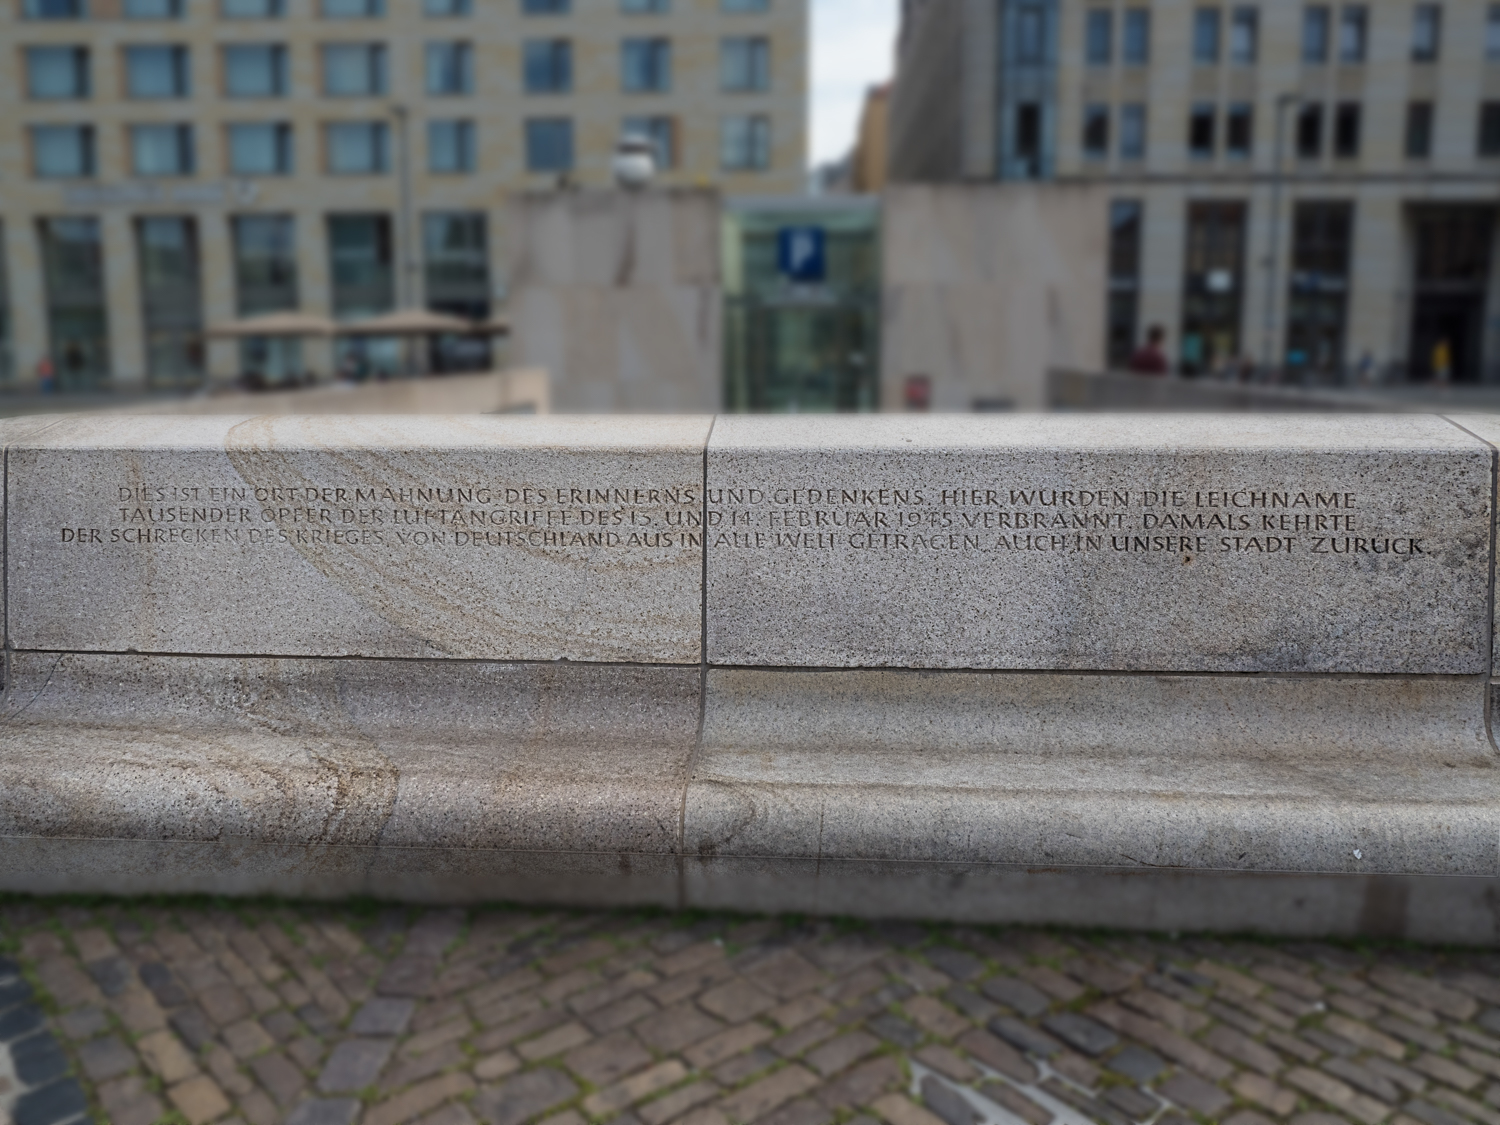 DIES IST EIN ORT DER MAHNUNG, DES ERINNERNS UND GEDENKENS. HIER WURDEN DIE LEICHNAME
TAUSENDER OPFER DER LUFTANGRIFFE DES 13. UND 14. FEBRUAR 1945 VERBRANNT. DAMALS KEHRTE
DER SCHRECKEN DES KRIEGES, VON DEUTSCHLAND AUS IN ALLE WELT GETRAGEN, AUCH IN UNSERE STADT ZURÜCK.
P